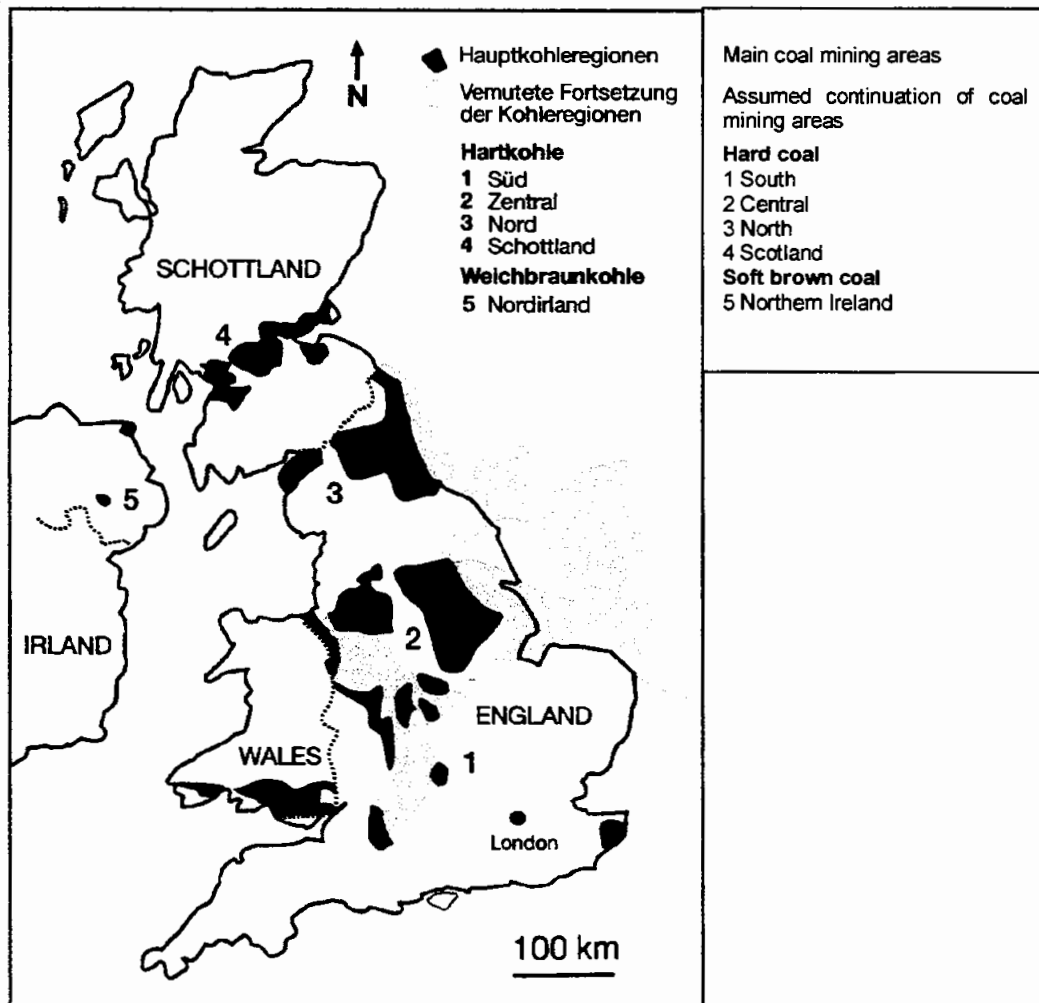 N
Hauptkohleregionen
Vermutete Fortsetzung
der Kohleregionen
Hartkohle
1 Süd
2 Zentral
3 Nord
4 Schottland
Weichbraunkohle
5 Nordirland
Main coal mining areas
Assumed continuation of coal
mining areas
Hard coal
1 South
2 Central
3 North
4 Scotland
Soft brown coal
5 Northern Ireland
SCHOTTLAND
4
5
3
IRLAND
2
ENGLAND
WALES
1
London
100 km